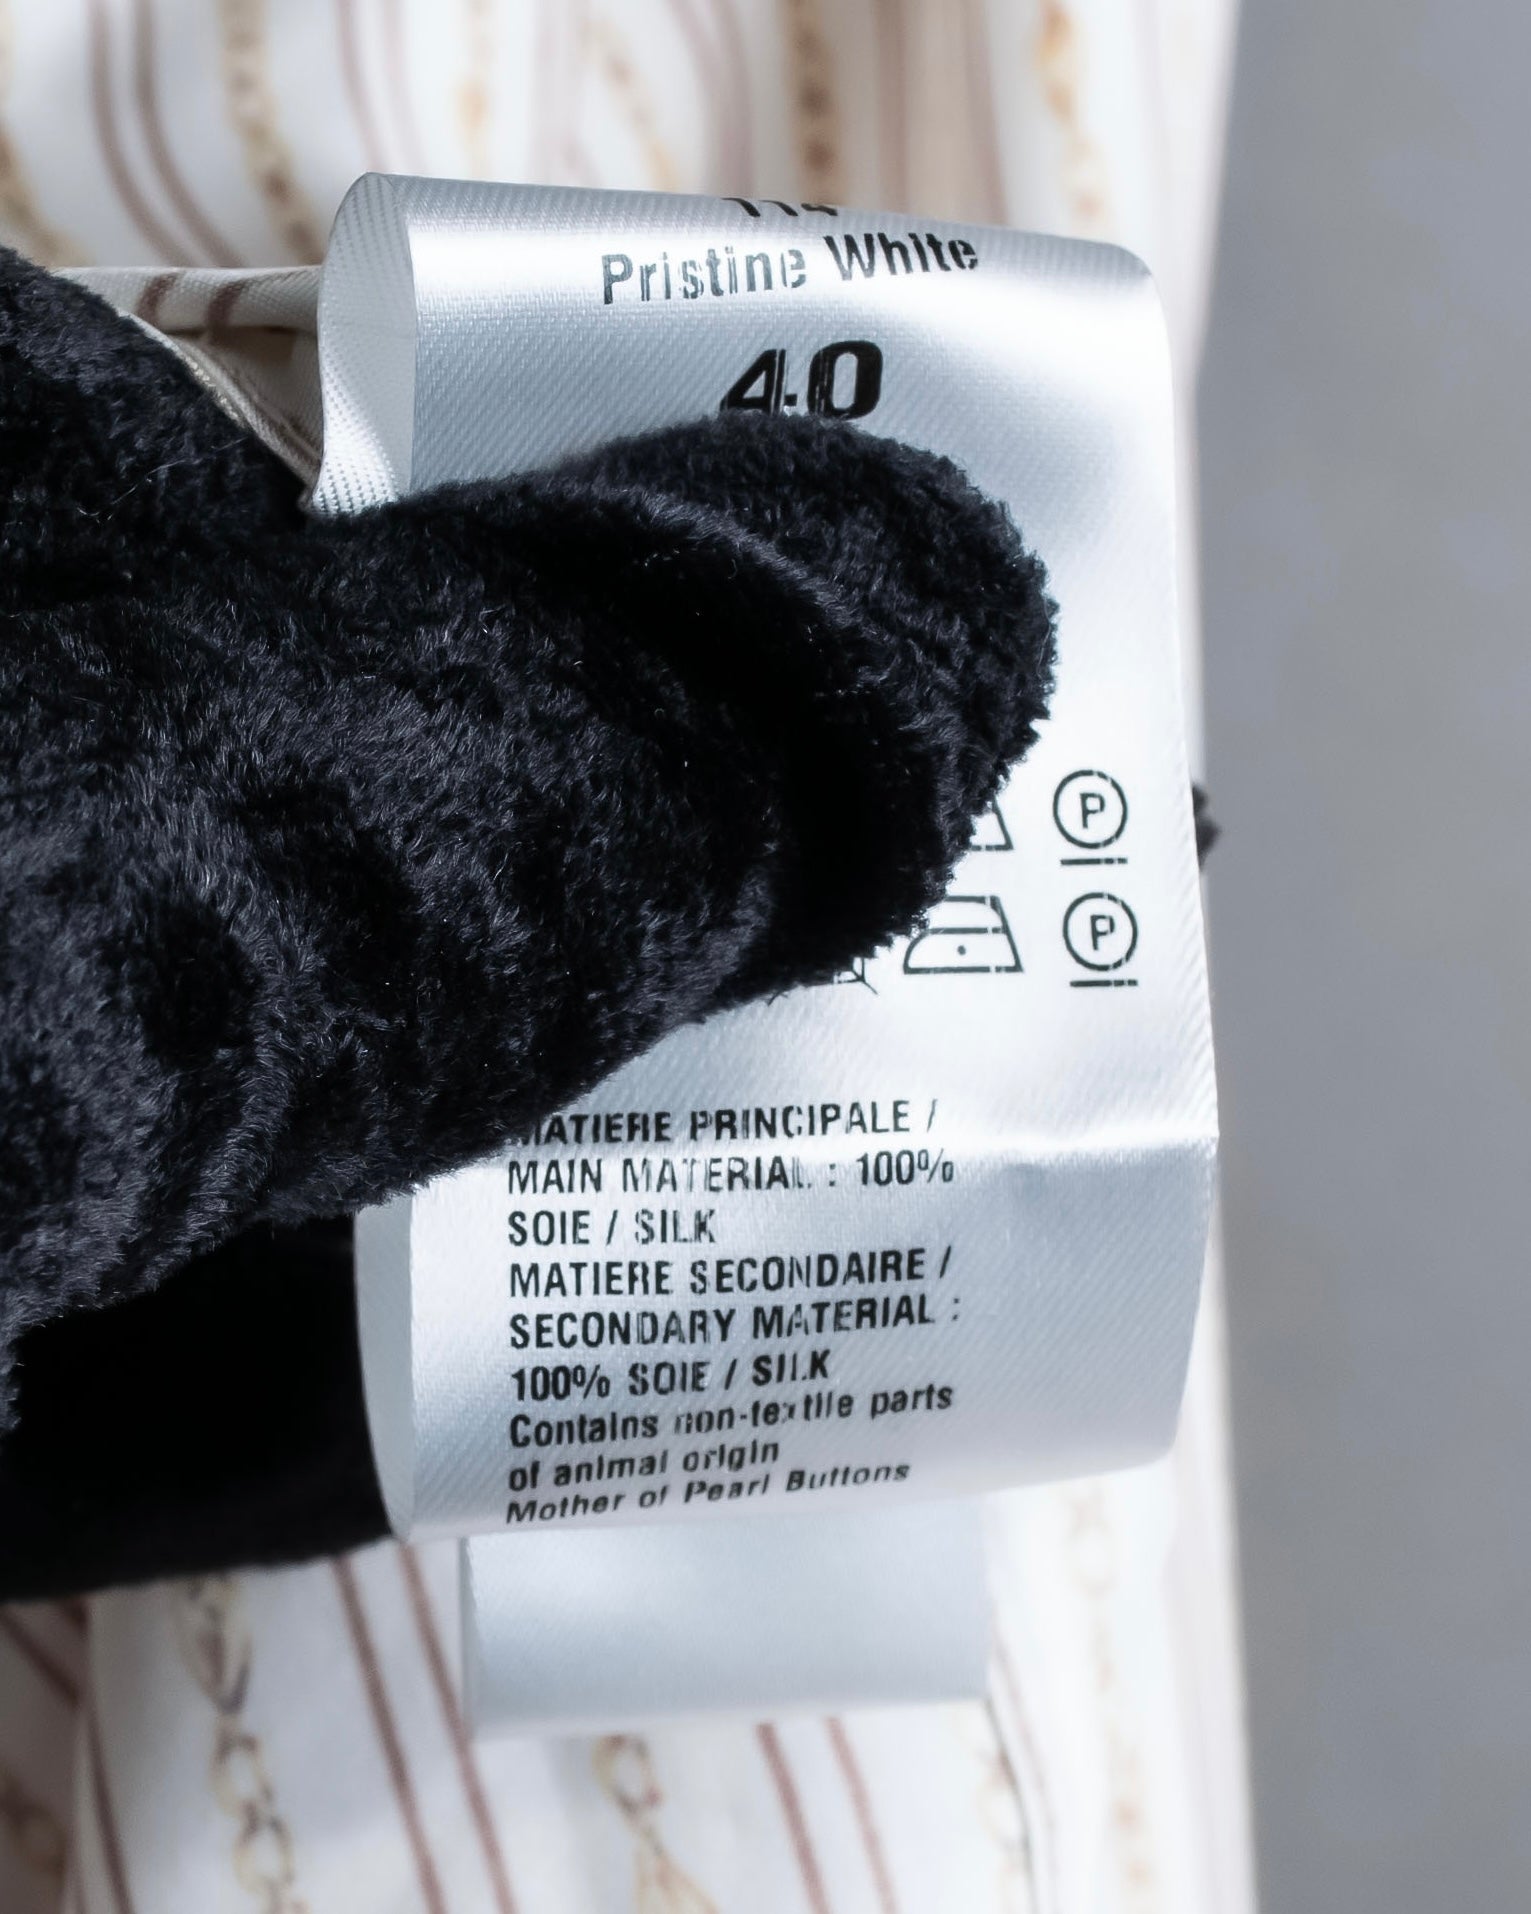 Pristine White
40
P
P
MATIERE PRINCIPALE /
MAIN MATERIAL : 100%
SOIE / SILK
MATIERE SECONDAIRE /
SECONDARY MATERIAL :
100% SOIE / SILK
Contains non-textile parts
of animal origin
Mother of Pearl Buttons